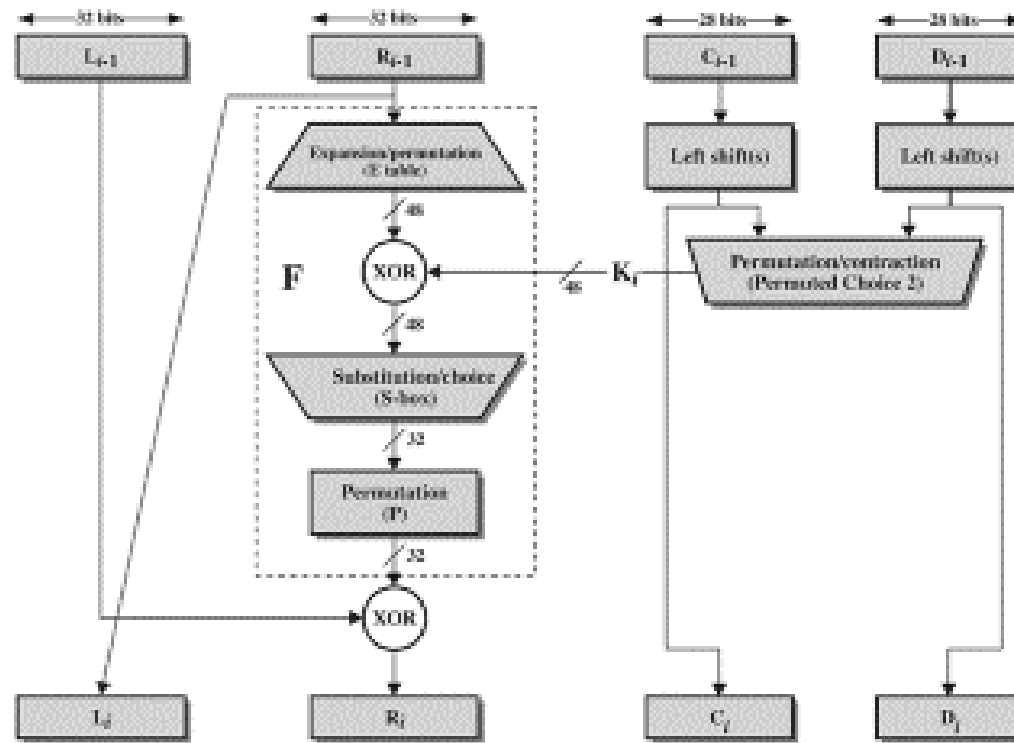 32 bits
32 bits
28 bits
28 bits
Li-1
Ri-1
Ci-1
Di-1
Expansion/permutation
(E table)
Left shift(s)
Left shift(s)
48
F
XOR
48
Ki
Permutation/contraction
(Permuted Choice 2)
48
Substitution/choice
(S-box)
32
Permutation
(P)
32
XOR
Li
Ri
Ci
Di